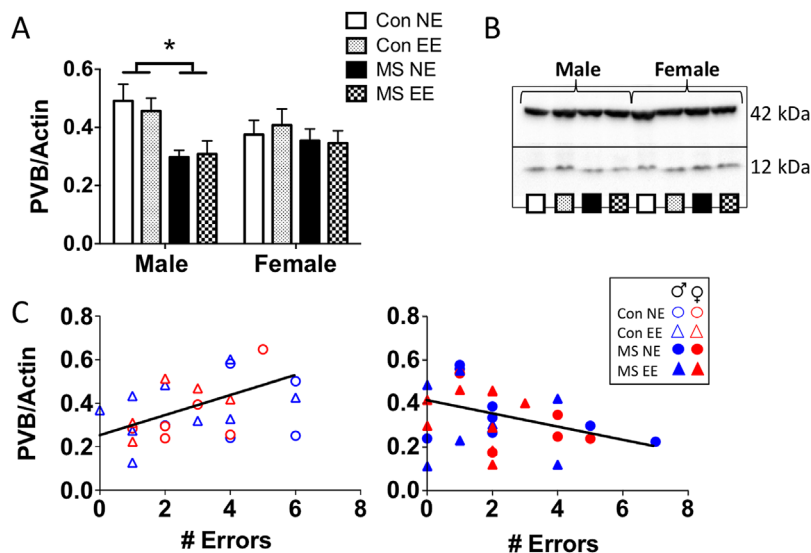 A
Con NE
Con EE
MS NE
MS EE
*
PVB/Actin
0.6
0.4
0.2
0.0
Male
Female
B
Male
Female
42 kDa
12 kDa
C
PVB/Actin
0.8
0.6
0.4
0.2
0.0
0
2
4
6
8
# Errors
PVB/Actin
0.8
0.6
0.4
0.2
0.0
0
2
4
6
8
# Errors
♂ ♀
Con NE
Con EE
MS NE
MS EE